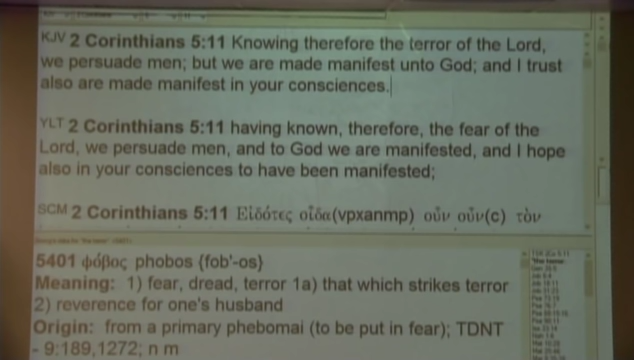 KJV 2 Corinthians 5:11 Knowing therefore the terror of the Lord,
we persuade men; but we are made manifest unto God; and I trust
also are made manifest in your consciences.
YLT 2 Corinthians 5:11 having known, therefore, the fear of the
Lord, we persuade men, and to God we are manifested, and I hope
also in your consciences to have been manifested;
SCM 2 Corinthians 5:11 Εἰδότες οἶδα(vpxanmp) οὖν οὖν(c) τὸν
5401 φόβος phobos {fob'-os}
Meaning: 1) fear, dread, terror 1a) that which strikes terror
2) reverence for one's husband
Origin: from a primary phebomai (to be put in fear); TDNT
- 9:189,1272; n m